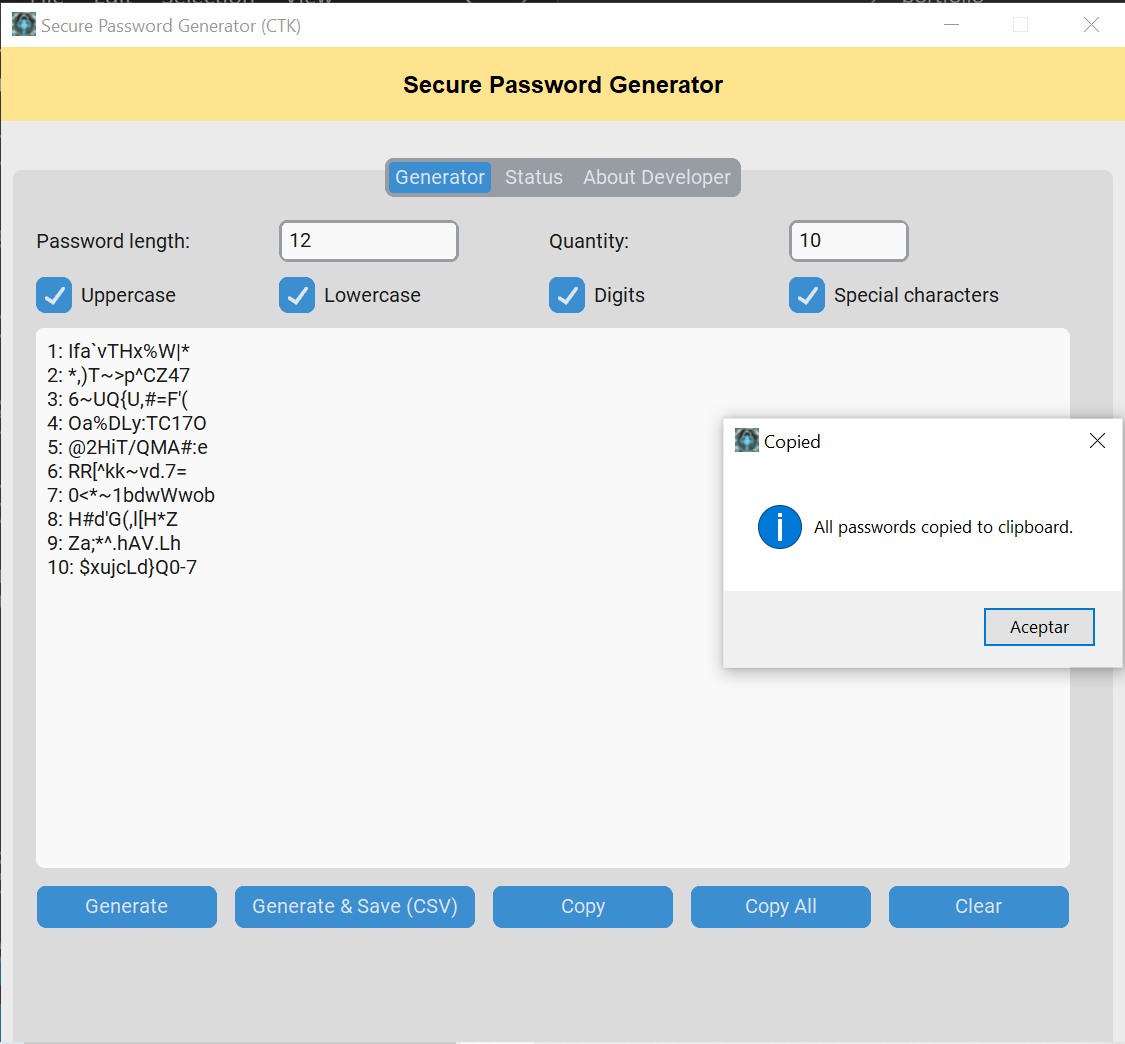 Secure Password Generator (CTK)
Secure Password Generator
Generator Status About Developer
Password length: 12 Quantity: 10
Uppercase Lowercase Digits Special characters
1: Ifa`vTHx%W|*
2: *,)T~>p^CZ47
3: 6~UQ{U,#=F'(
4: Oa%DLy:TC17O
5: @2HiT/QMA#:e
6: RR[^kk~vd.7=
7: 0<*~1bdwWwob
8: H#d'G(,l[H*Z
9: Za;*^.hAV.Lh
10: $xujcLd}Q0-7
Copied
All passwords copied to clipboard.
Aceptar
Generate Generate & Save (CSV) Copy Copy All Clear